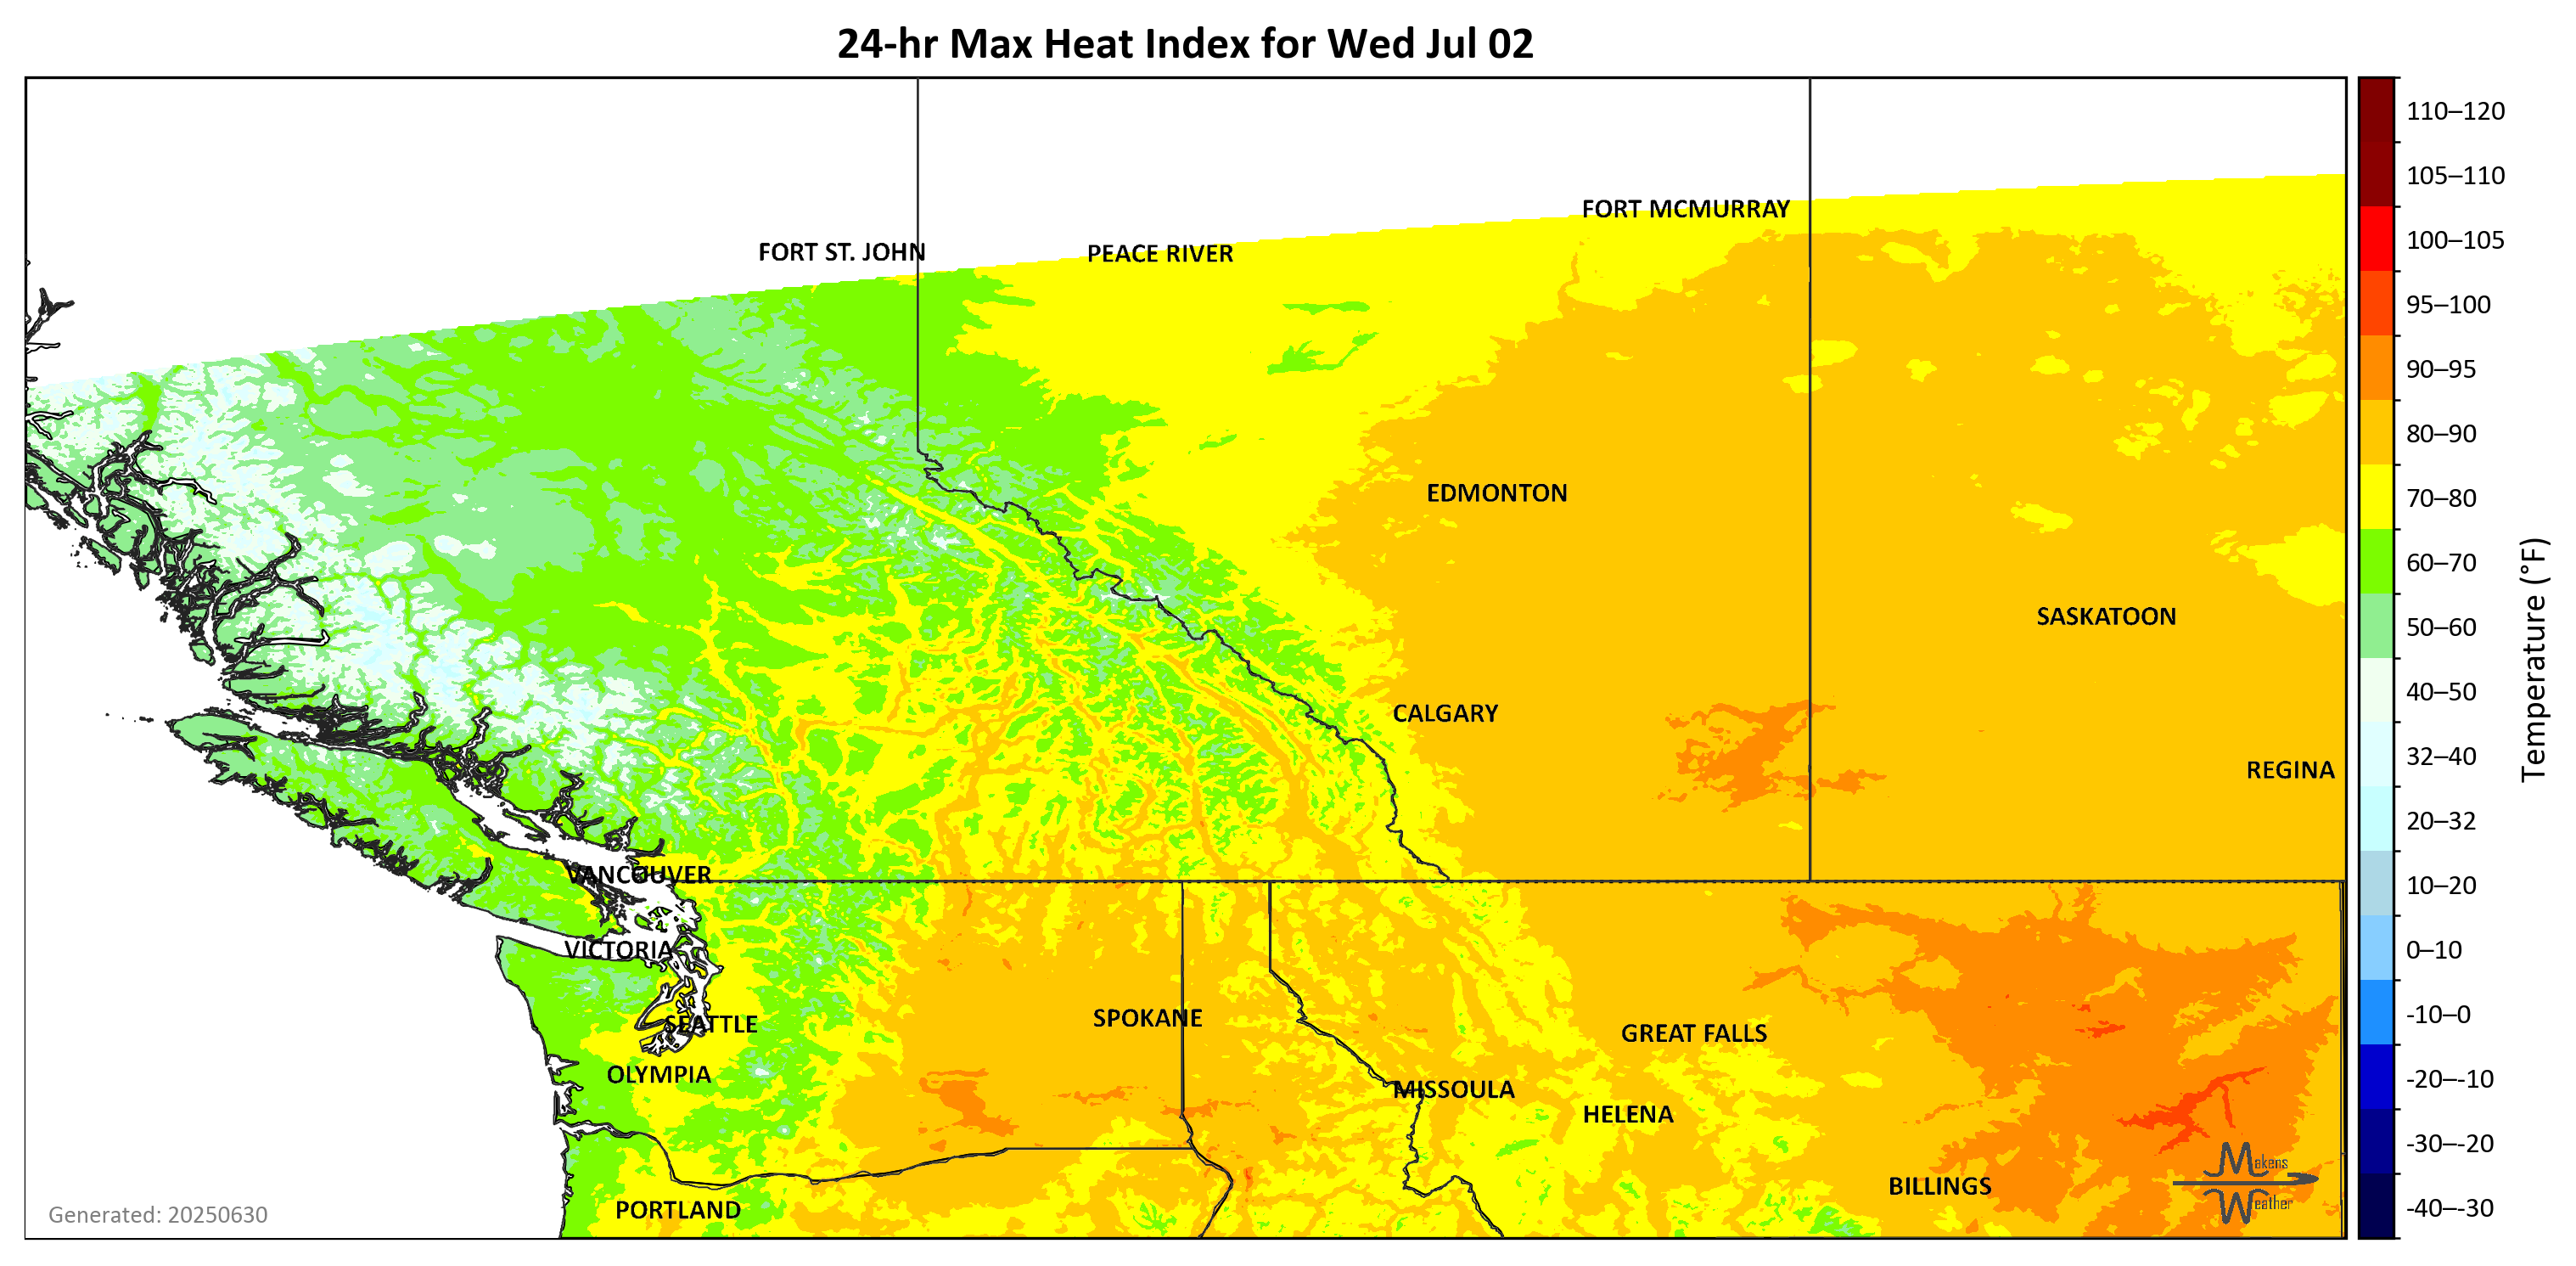 24-hr Max Heat Index for Wed Jul 02
FORT MCMURRAY
FORT ST. JOHN
PEACE RIVER
EDMONTON
SASKATOON
CALGARY
REGINA
VANCOUVER
VICTORIA
SEATTLE
SPOKANE
GREAT FALLS
OLYMPIA
MISSOULA
HELENA
BILLINGS
PORTLAND
Makens
Weather
Generated: 20250630
110–120
105–110
100–105
95–100
90–95
80–90
70–80
60–70
50–60
40–50
32–40
20–32
10–20
0–10
-10–0
-20–-10
-30–-20
-40–-30
Temperature (°F)